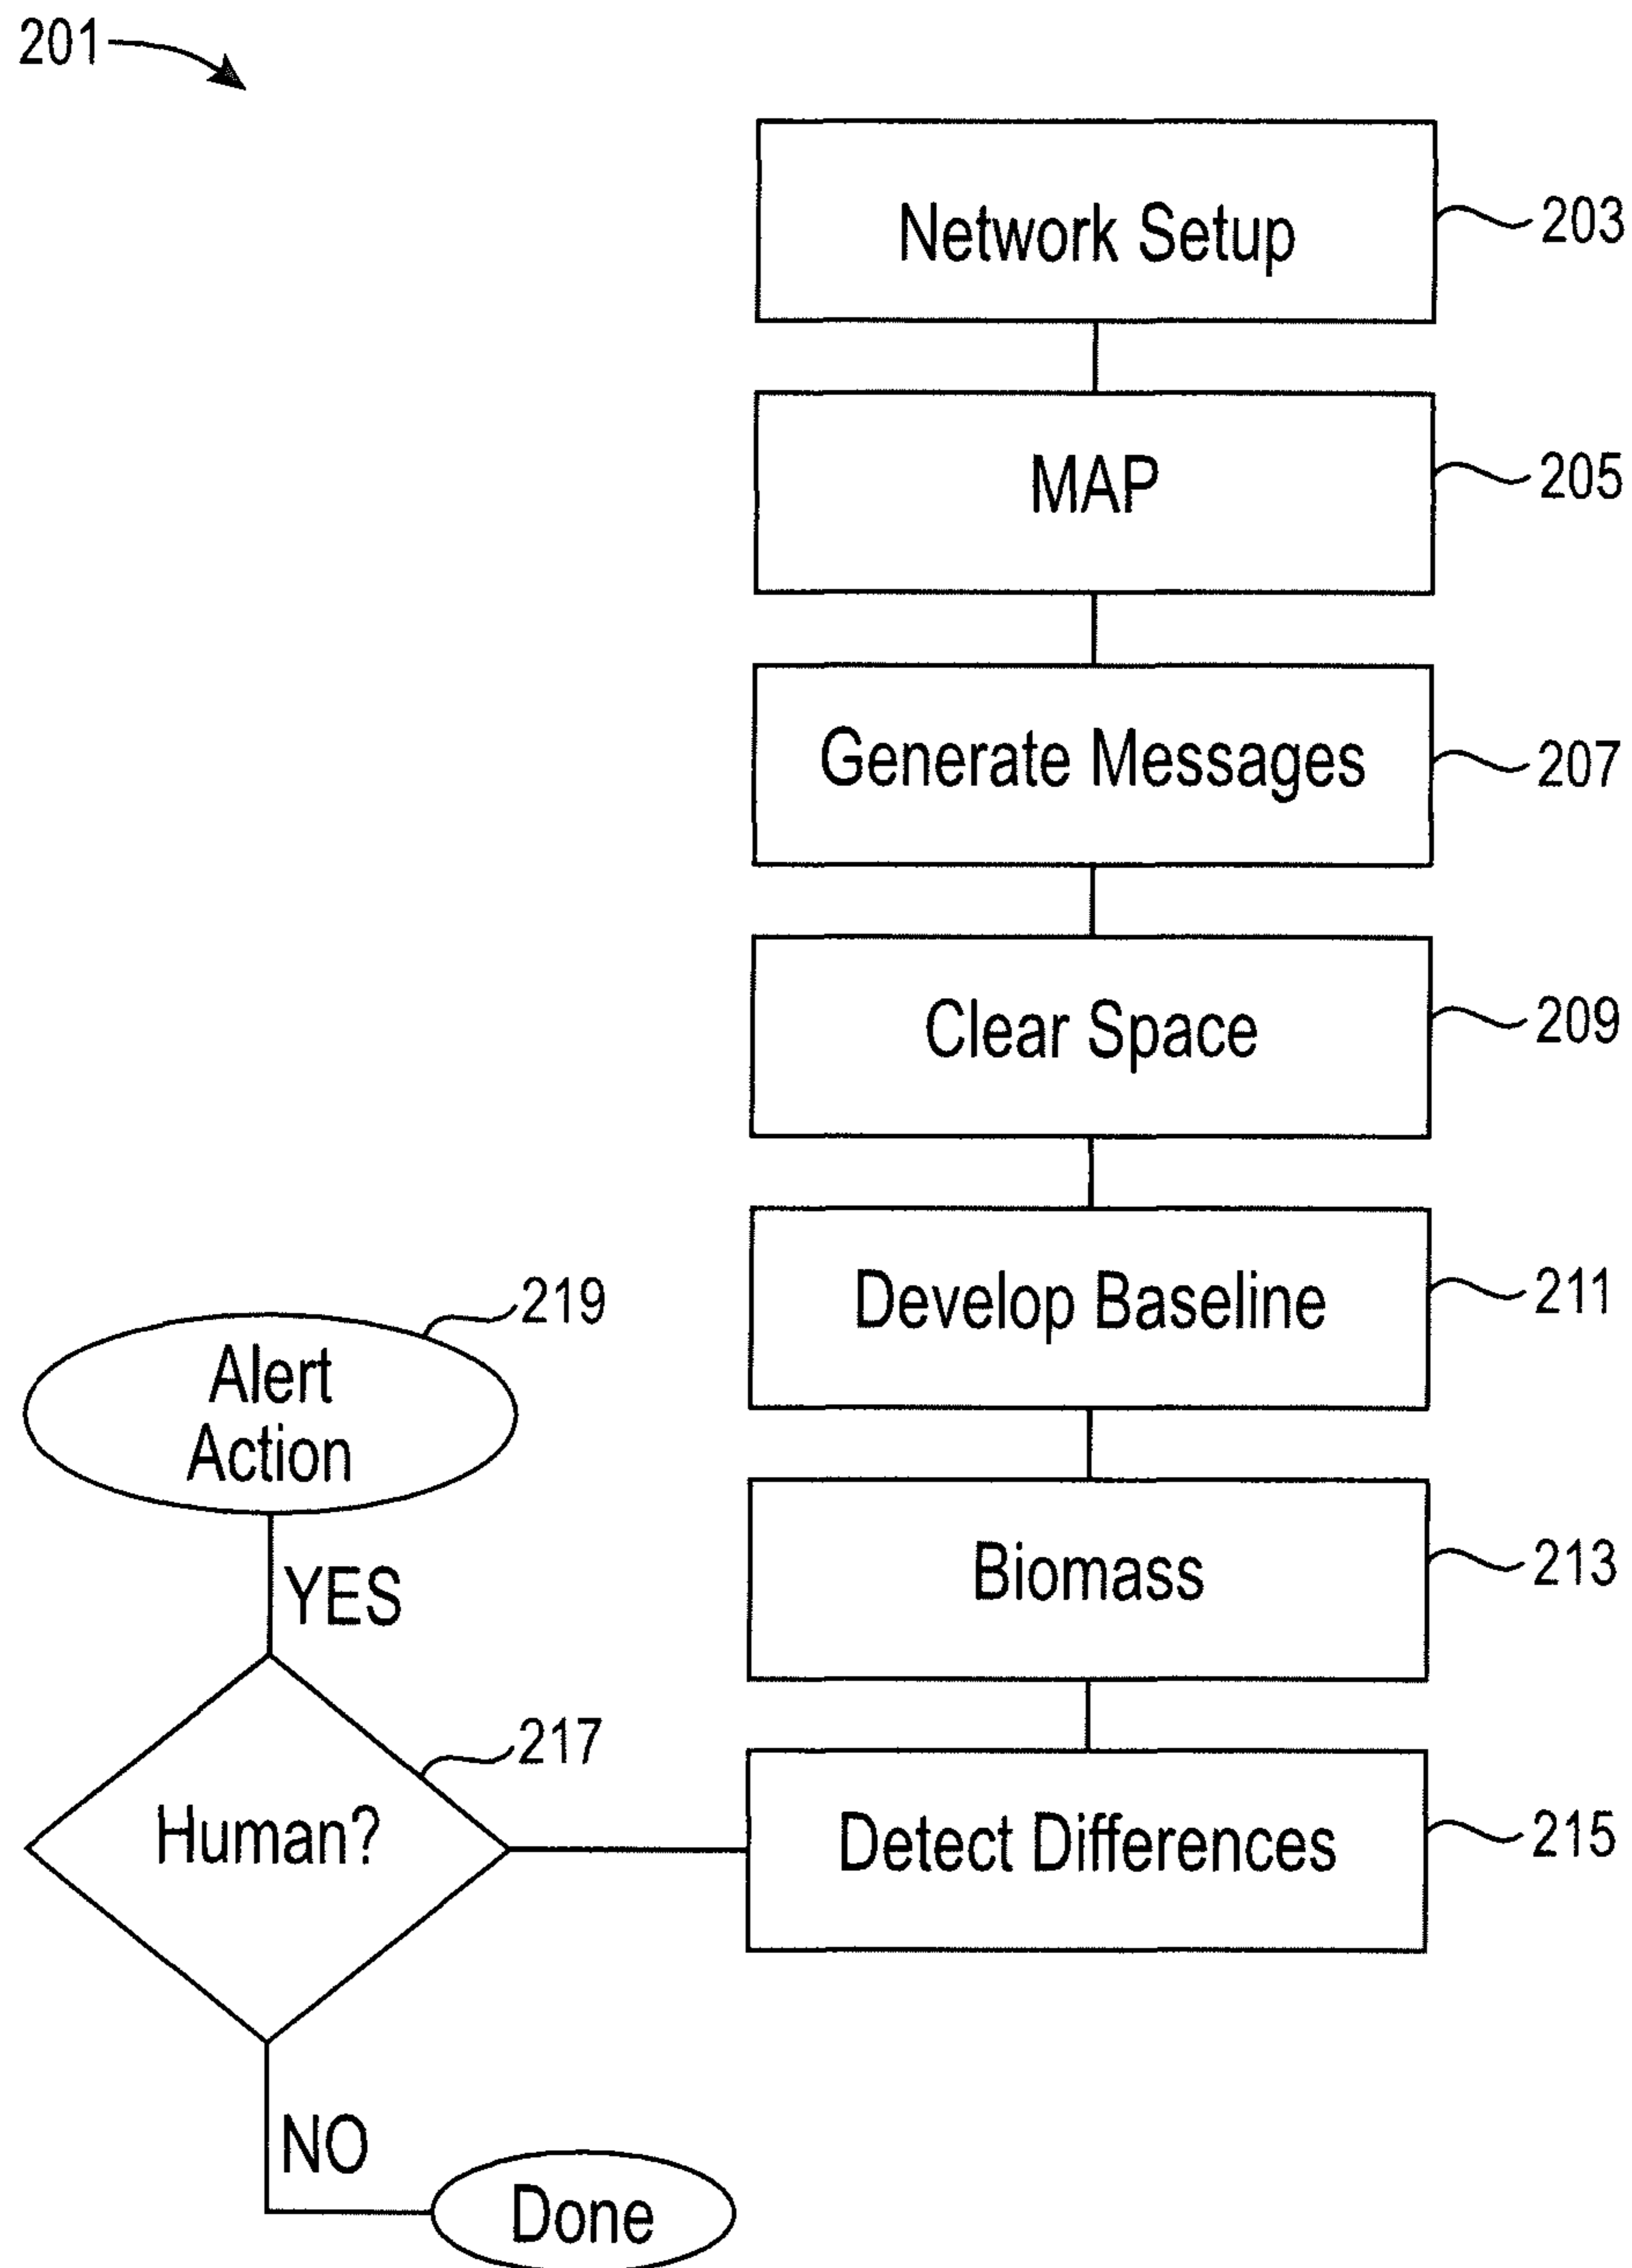 201
Network Setup
203
MAP
205
Generate Messages
207
Clear Space
209
Develop Baseline
211
Biomass
213
Detect Differences
215
Human?
217
YES
Alert
Action
219
NO
Done